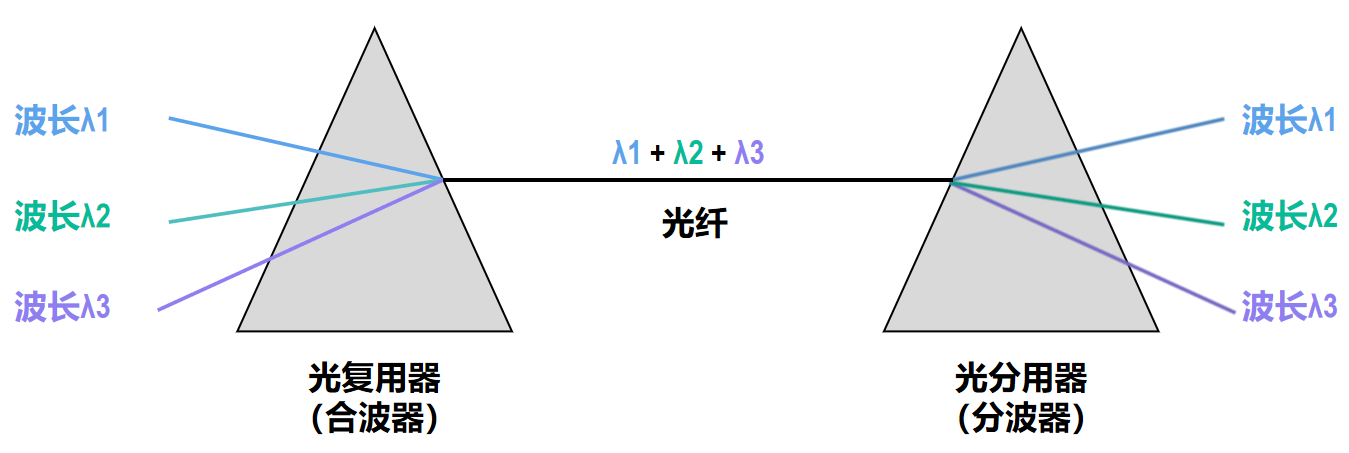 波长λ1
波长λ2
波长λ3
λ1 + λ2 + λ3
光纤
波长λ1
波长λ2
波长λ3
光复用器
(合波器)
光分用器
(分波器)